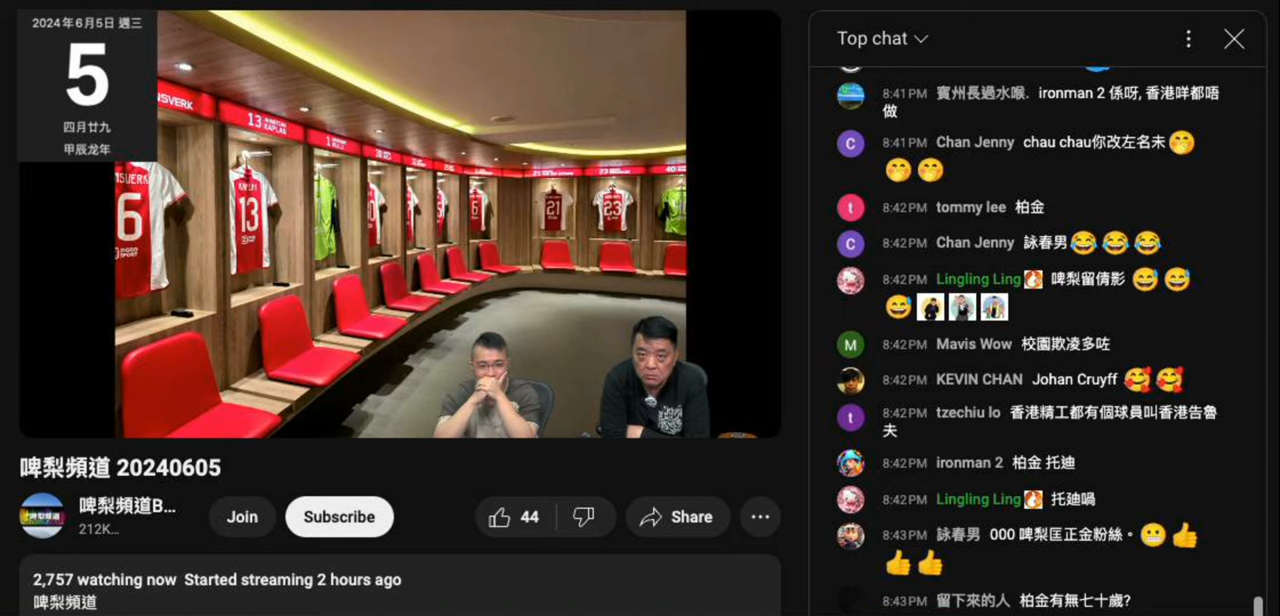 2024年6月5日 週三
5
四月廿九
甲辰龙年
NSVERK
13 KAPLAN
6
ZIGGO
SPORT
KAPLAN
13
21
23
啤梨頻道 20240605
啤梨頻道B...
212K...
Join
Subscribe
44
Share
2,757 watching now Started streaming 2 hours ago
啤梨頻道
Top chat
8:41 PM 賓州長過水喉. ironman 2 係呀, 香港咩都唔
做
8:41 PM Chan Jenny chau chau你改左名未🤭
🤭🤭
8:42 PM tommy lee 柏金
8:42 PM Chan Jenny 詠春男😂😂😂
8:42 PM Lingling Ling 啤梨留倩影😅😅
😅
8:42 PM Mavis Wow 校園欺凌多咗
8:42 PM KEVIN CHAN Johan Cruyff🥰🥰
8:42 PM tzechiu lo 香港精工都有個球員叫香港告魯
夫
8:42 PM ironman 2 柏金 托迪
8:42 PM Lingling Ling 托迪喎
8:43 PM 詠春男 000 啤梨匡正金粉絲。😬👍
👍👍
8:43 PM 留下來的人 柏金有無七十歲?
C
t
C
M
t